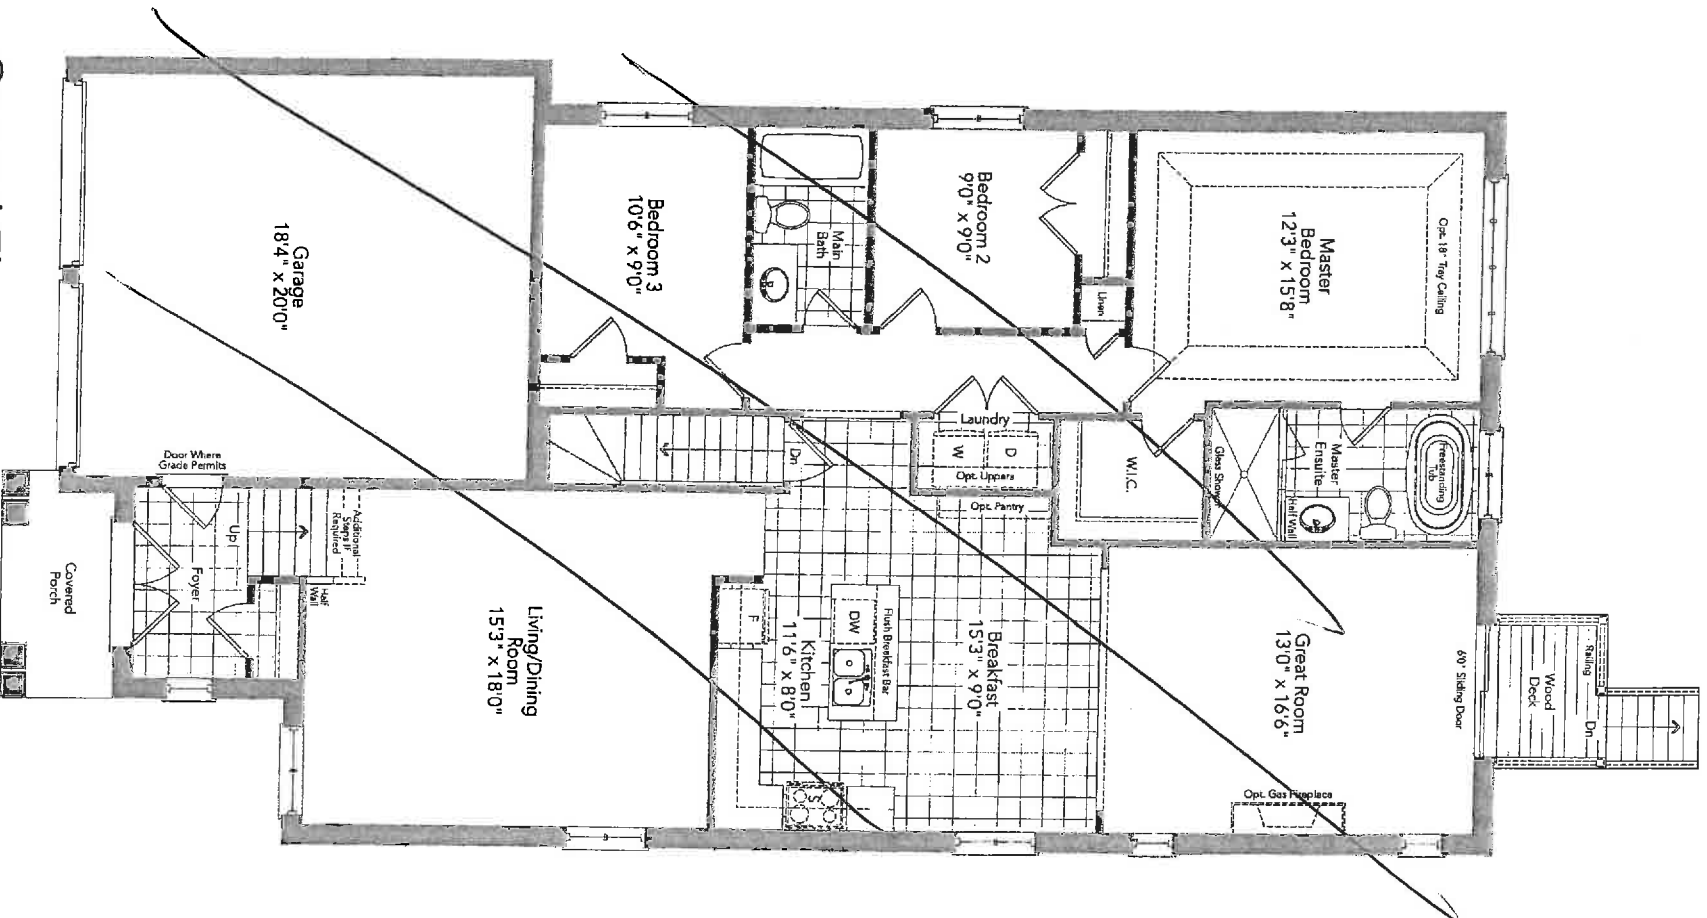 Opt. 18" Tray Ceiling
Master
Bedroom
12'3" x 15'8"
Bedroom 2
9'0" x 9'0"
Linen
Main
Bath
Bedroom 3
10'6" x 9'0"
Garage
18'4" x 20'0"
Freestanding
Tub
Master
Ensuite
Half Wall
Glass Shower
W.I.C.
Laundry
W
D
Opt. Uppers
Opt. Pantry
Dn
Door Where
Grade Permits
Additional
Steps If
Required
Up
Foyer
Half
Wall
Covered
Porch
Living/Dining
Room
15'3" x 18'0"
F
DW
Flush Breakfast Bar
Kitchen
11'6" x 8'0"
Breakfast
15'3" x 9'0"
Great Room
13'0" x 16'6"
6'0" Sliding Door
Opt. Gas Fireplace
Railing
Wood
Deck
Dn